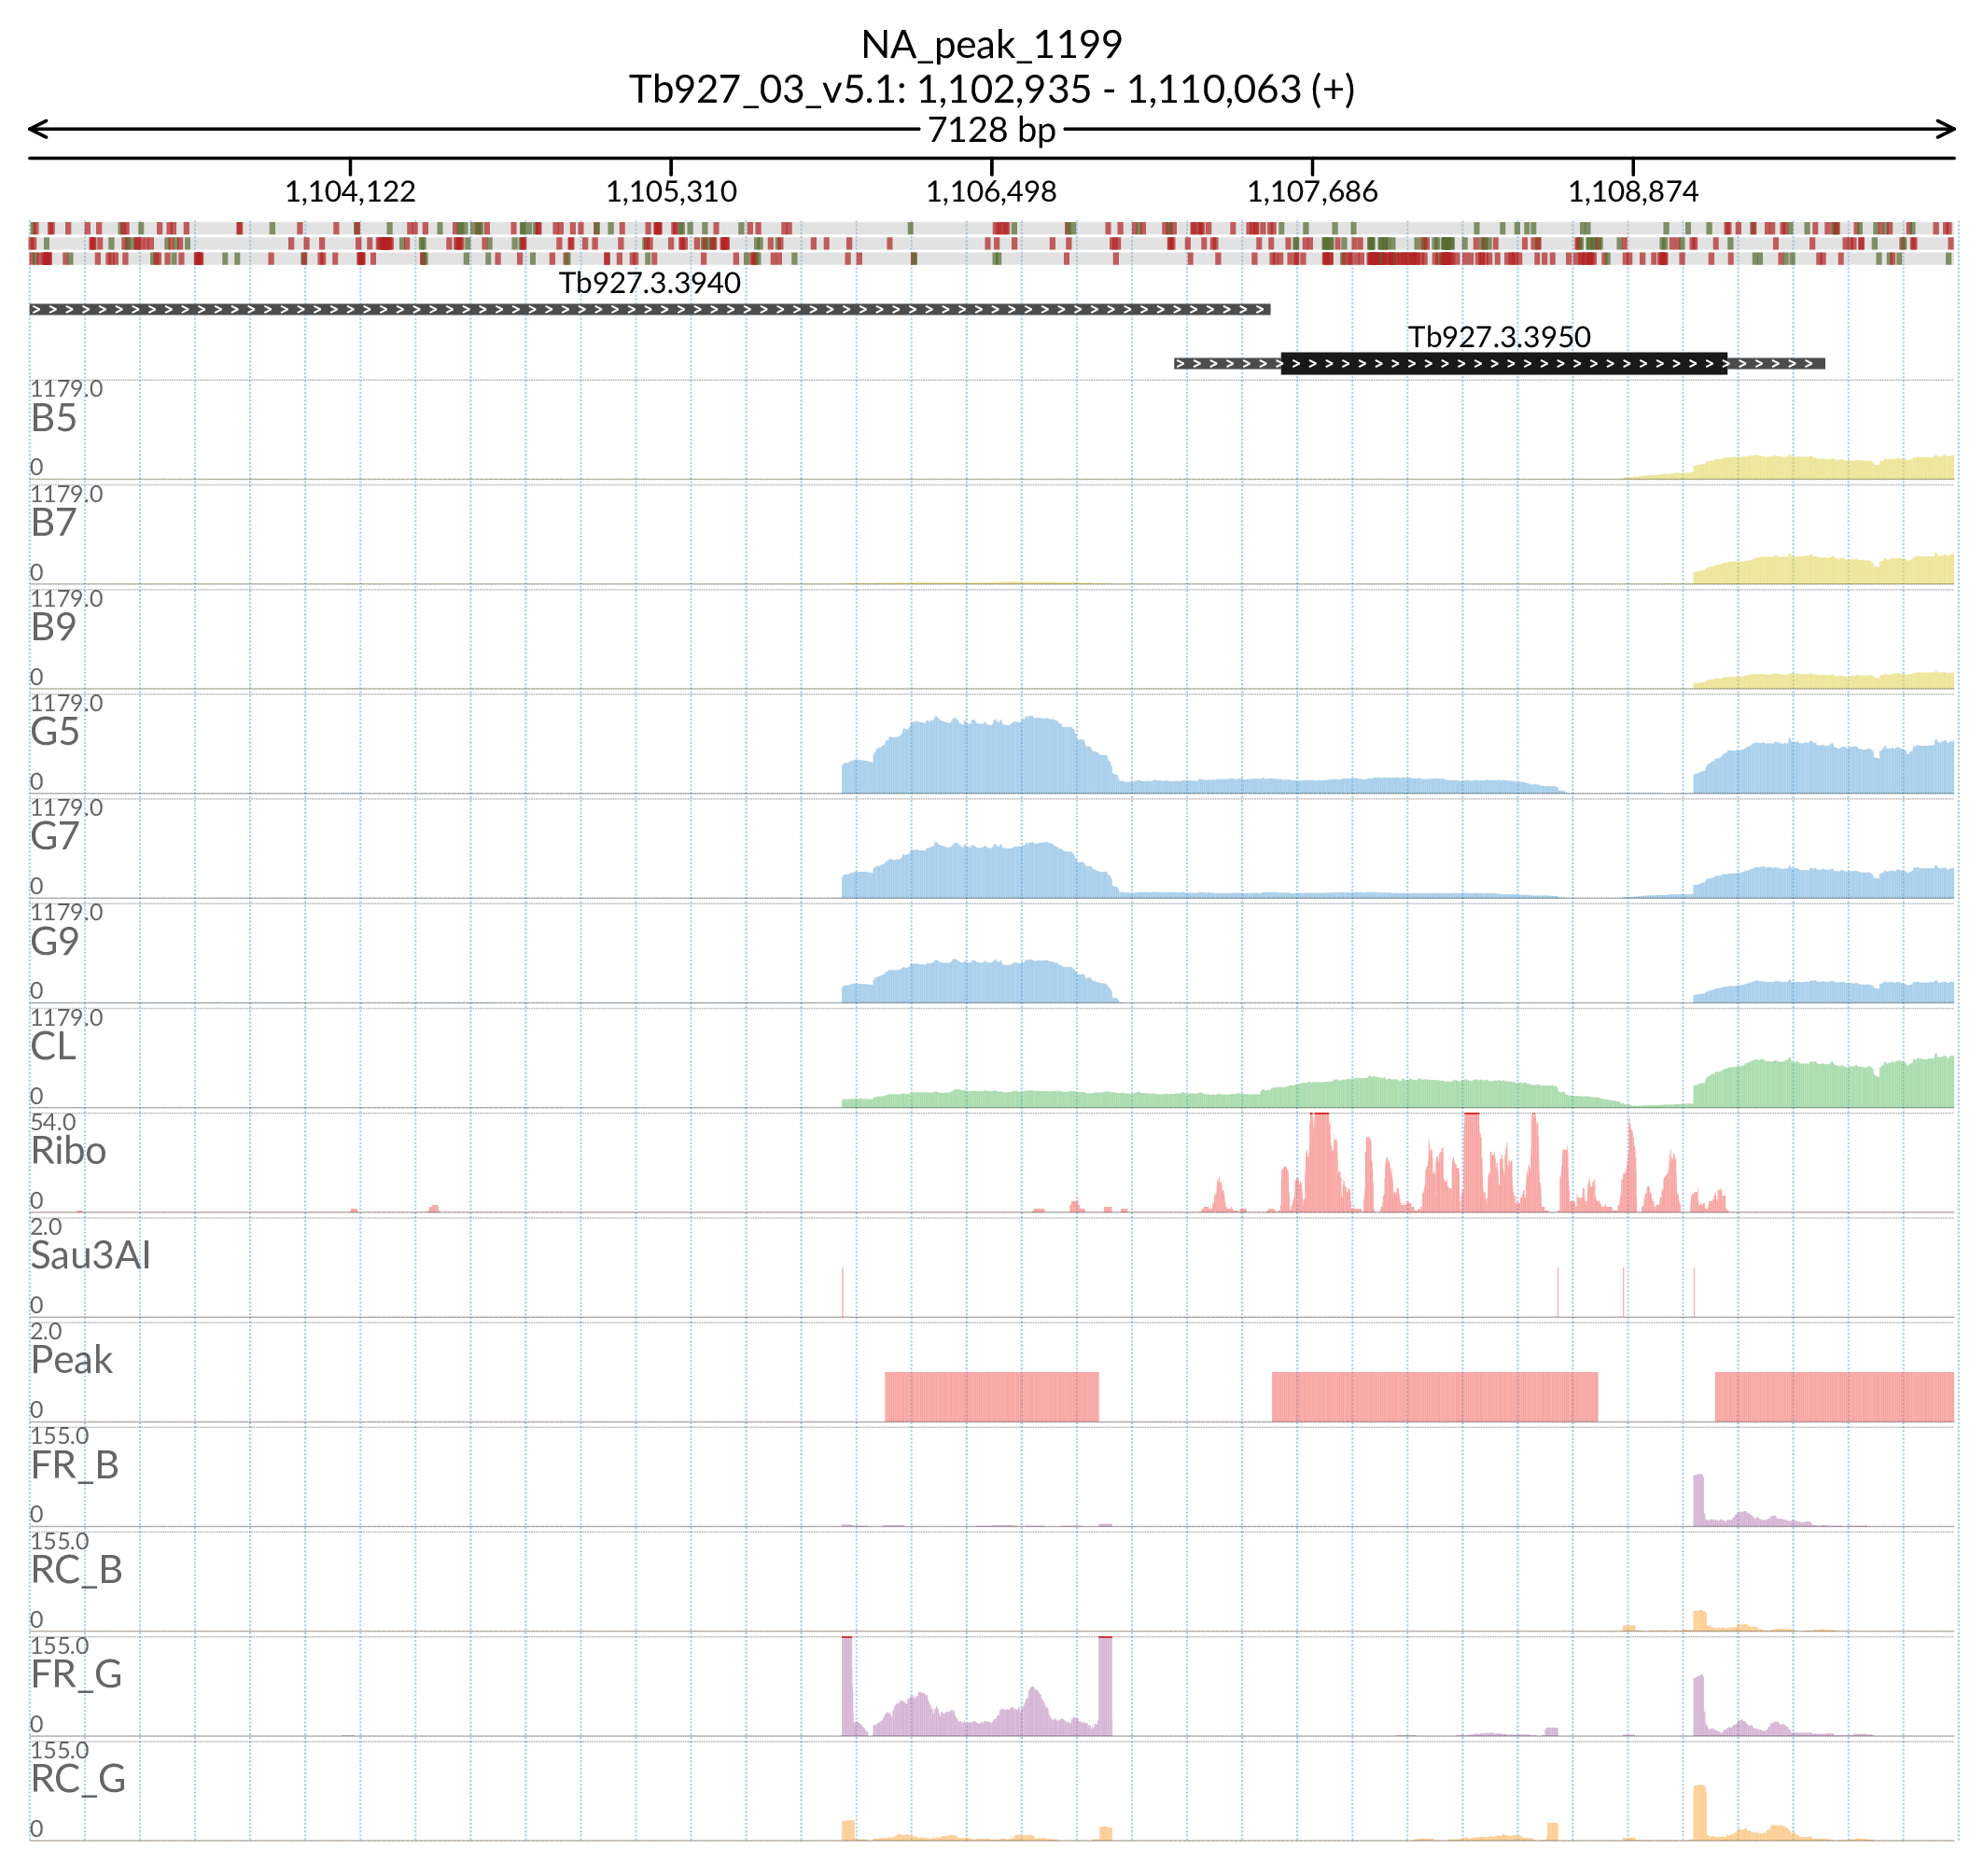 NA_peak_1199
Tb927_03_v5.1: 1,102,935 - 1,110,063 (+)
7128 bp
1,104,122 1,105,310 1,106,498 1,107,686 1,108,874
Tb927.3.3940
Tb927.3.3950
1179.0
B5
0
1179.0
B7
0
1179.0
B9
0
1179.0
G5
0
1179.0
G7
0
1179.0
G9
0
1179.0
CL
0
54.0
Ribo
0
2.0
Sau3AI
0
2.0
Peak
0
155.0
FR_B
0
155.0
RC_B
0
155.0
FR_G
0
155.0
RC_G
0